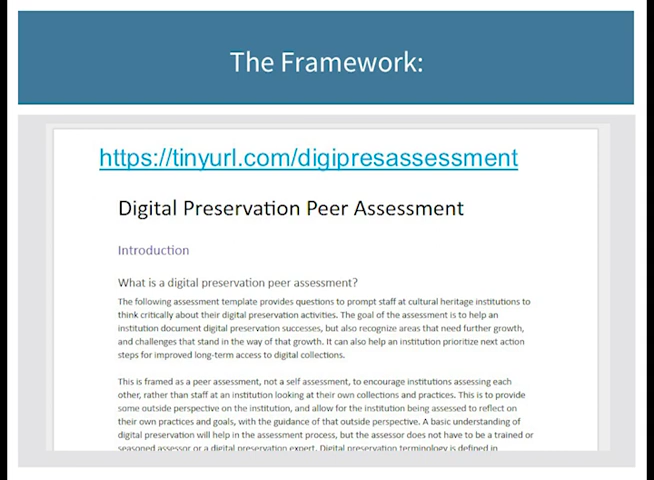 The Framework:
https://tinyurl.com/digipresassessment
Digital Preservation Peer Assessment
Introduction
What is a digital preservation peer assessment?
The following assessment template provides questions to prompt staff at cultural heritage institutions to
think critically about their digital preservation activities. The goal of the assessment is to help an
institution document digital preservation successes, but also recognize areas that need further growth,
and challenges that stand in the way of that growth. It can also help an institution prioritize next action
steps for improved long-term access to digital collections.
This is framed as a peer assessment, not a self assessment, to encourage institutions assessing each
other, rather than staff at an institution looking at their own collections and practices. This is to provide
some outside perspective on the institution, and allow for the institution being assessed to reflect on
their own practices and goals, with the guidance of that outside perspective. A basic understanding of
digital preservation will help in the assessment process, but the assessor does not have to be a trained or
seasoned assessor or a digital preservation expert. Digital preservation terminology is defined in